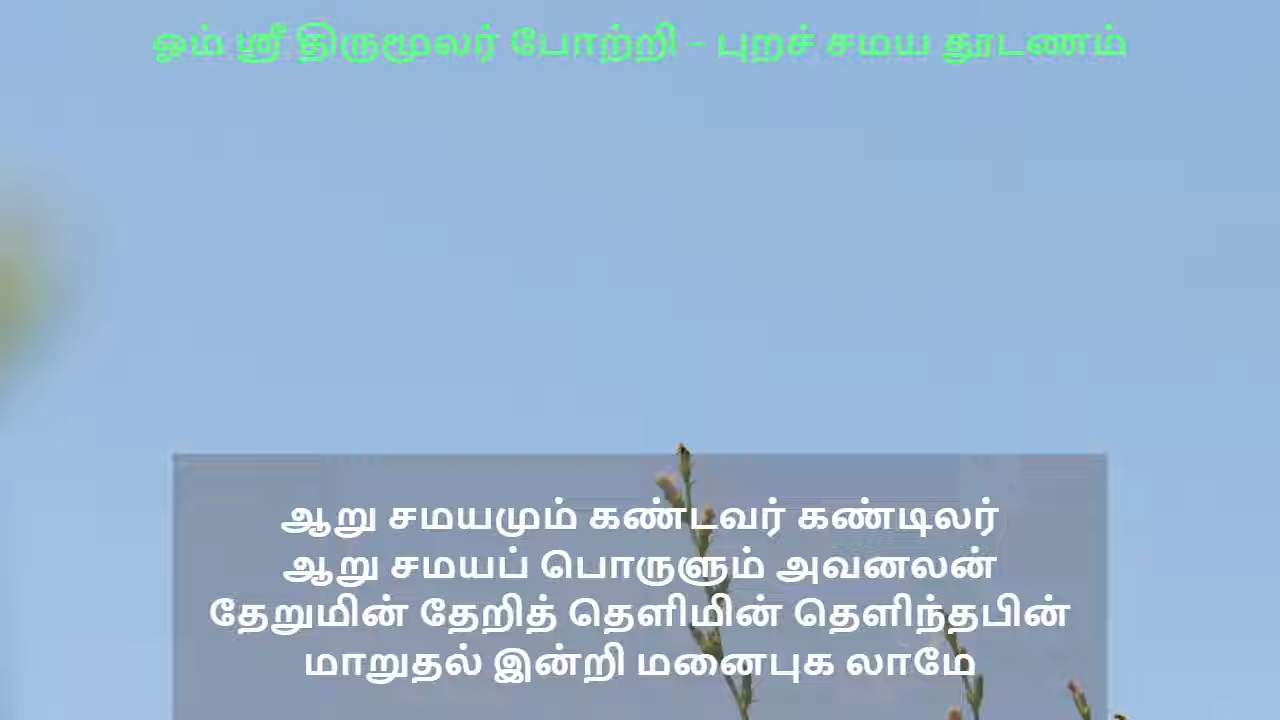 ஓம் ஸ்ரீ திருமூலர் போற்றி - புறச் சமய தூடணம்
ஆறு சமயமும் கண்டவர் கண்டிலர்
ஆறு சமயப் பொருளும் அவனலன்
தேறுமின் தேறித் தெளிமின் தெளிந்தபின்
மாறுதல் இன்றி மனைபுக லாமே